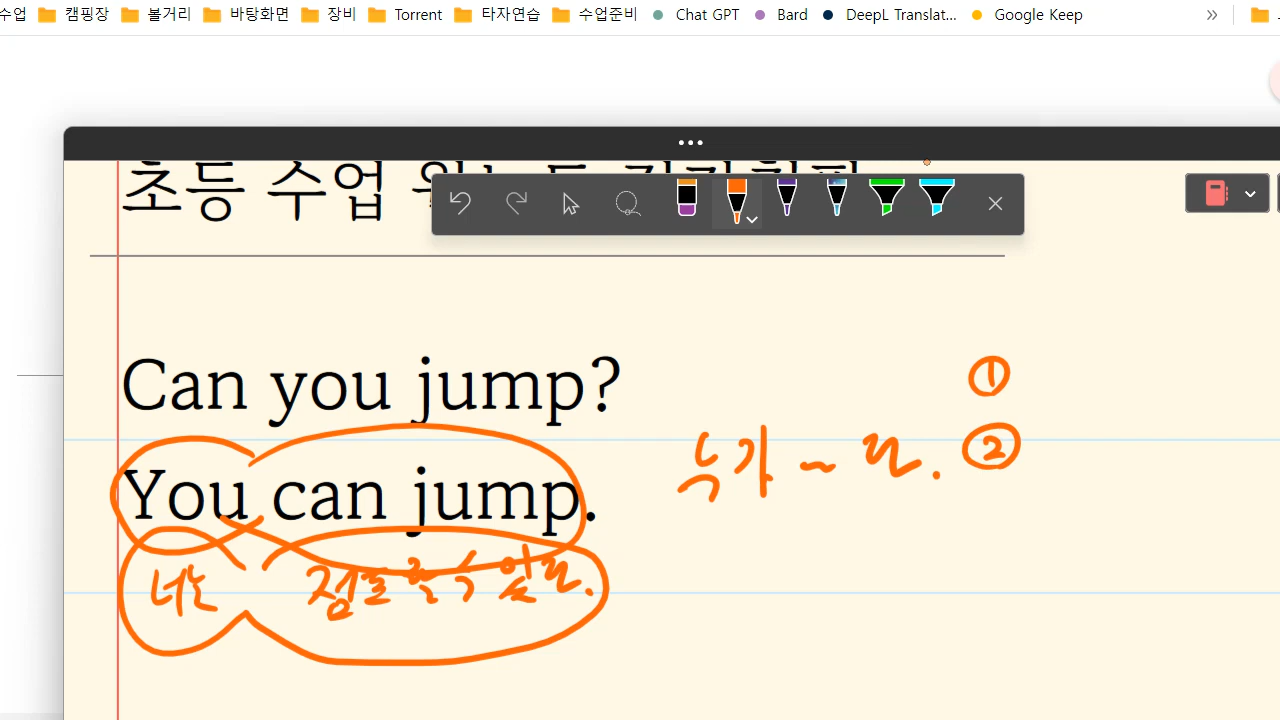 수업 캠핑장 볼거리 바탕화면 장비 Torrent 타자연습 수업준비 Chat GPT Bard DeepL Translat... Google Keep »
초등 수업
Can you jump?
①
You can jump.
누가 ~ 다. ②
너는 점프할 수 있다.